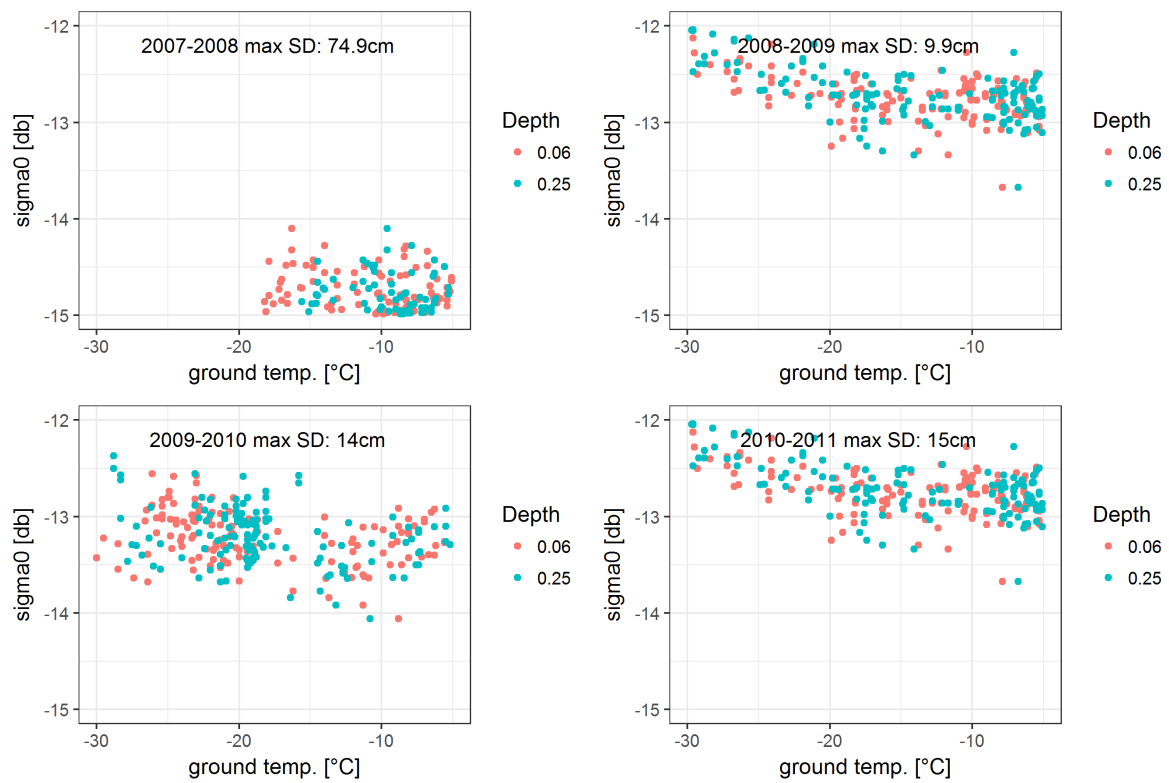 2007-2008 max SD: 74.9cm
-12
-13
-14
-15
sigma0 [db]
-30
-20
-10
ground temp. [°C]
Depth
0.06
0.25
2008-2009 max SD: 9.9cm
-12
-13
-14
-15
sigma0 [db]
-30
-20
-10
ground temp. [°C]
Depth
0.06
0.25
2009-2010 max SD: 14cm
-12
-13
-14
-15
sigma0 [db]
-30
-20
-10
ground temp. [°C]
Depth
0.06
0.25
2010-2011 max SD: 15cm
-12
-13
-14
-15
sigma0 [db]
-30
-20
-10
ground temp. [°C]
Depth
0.06
0.25